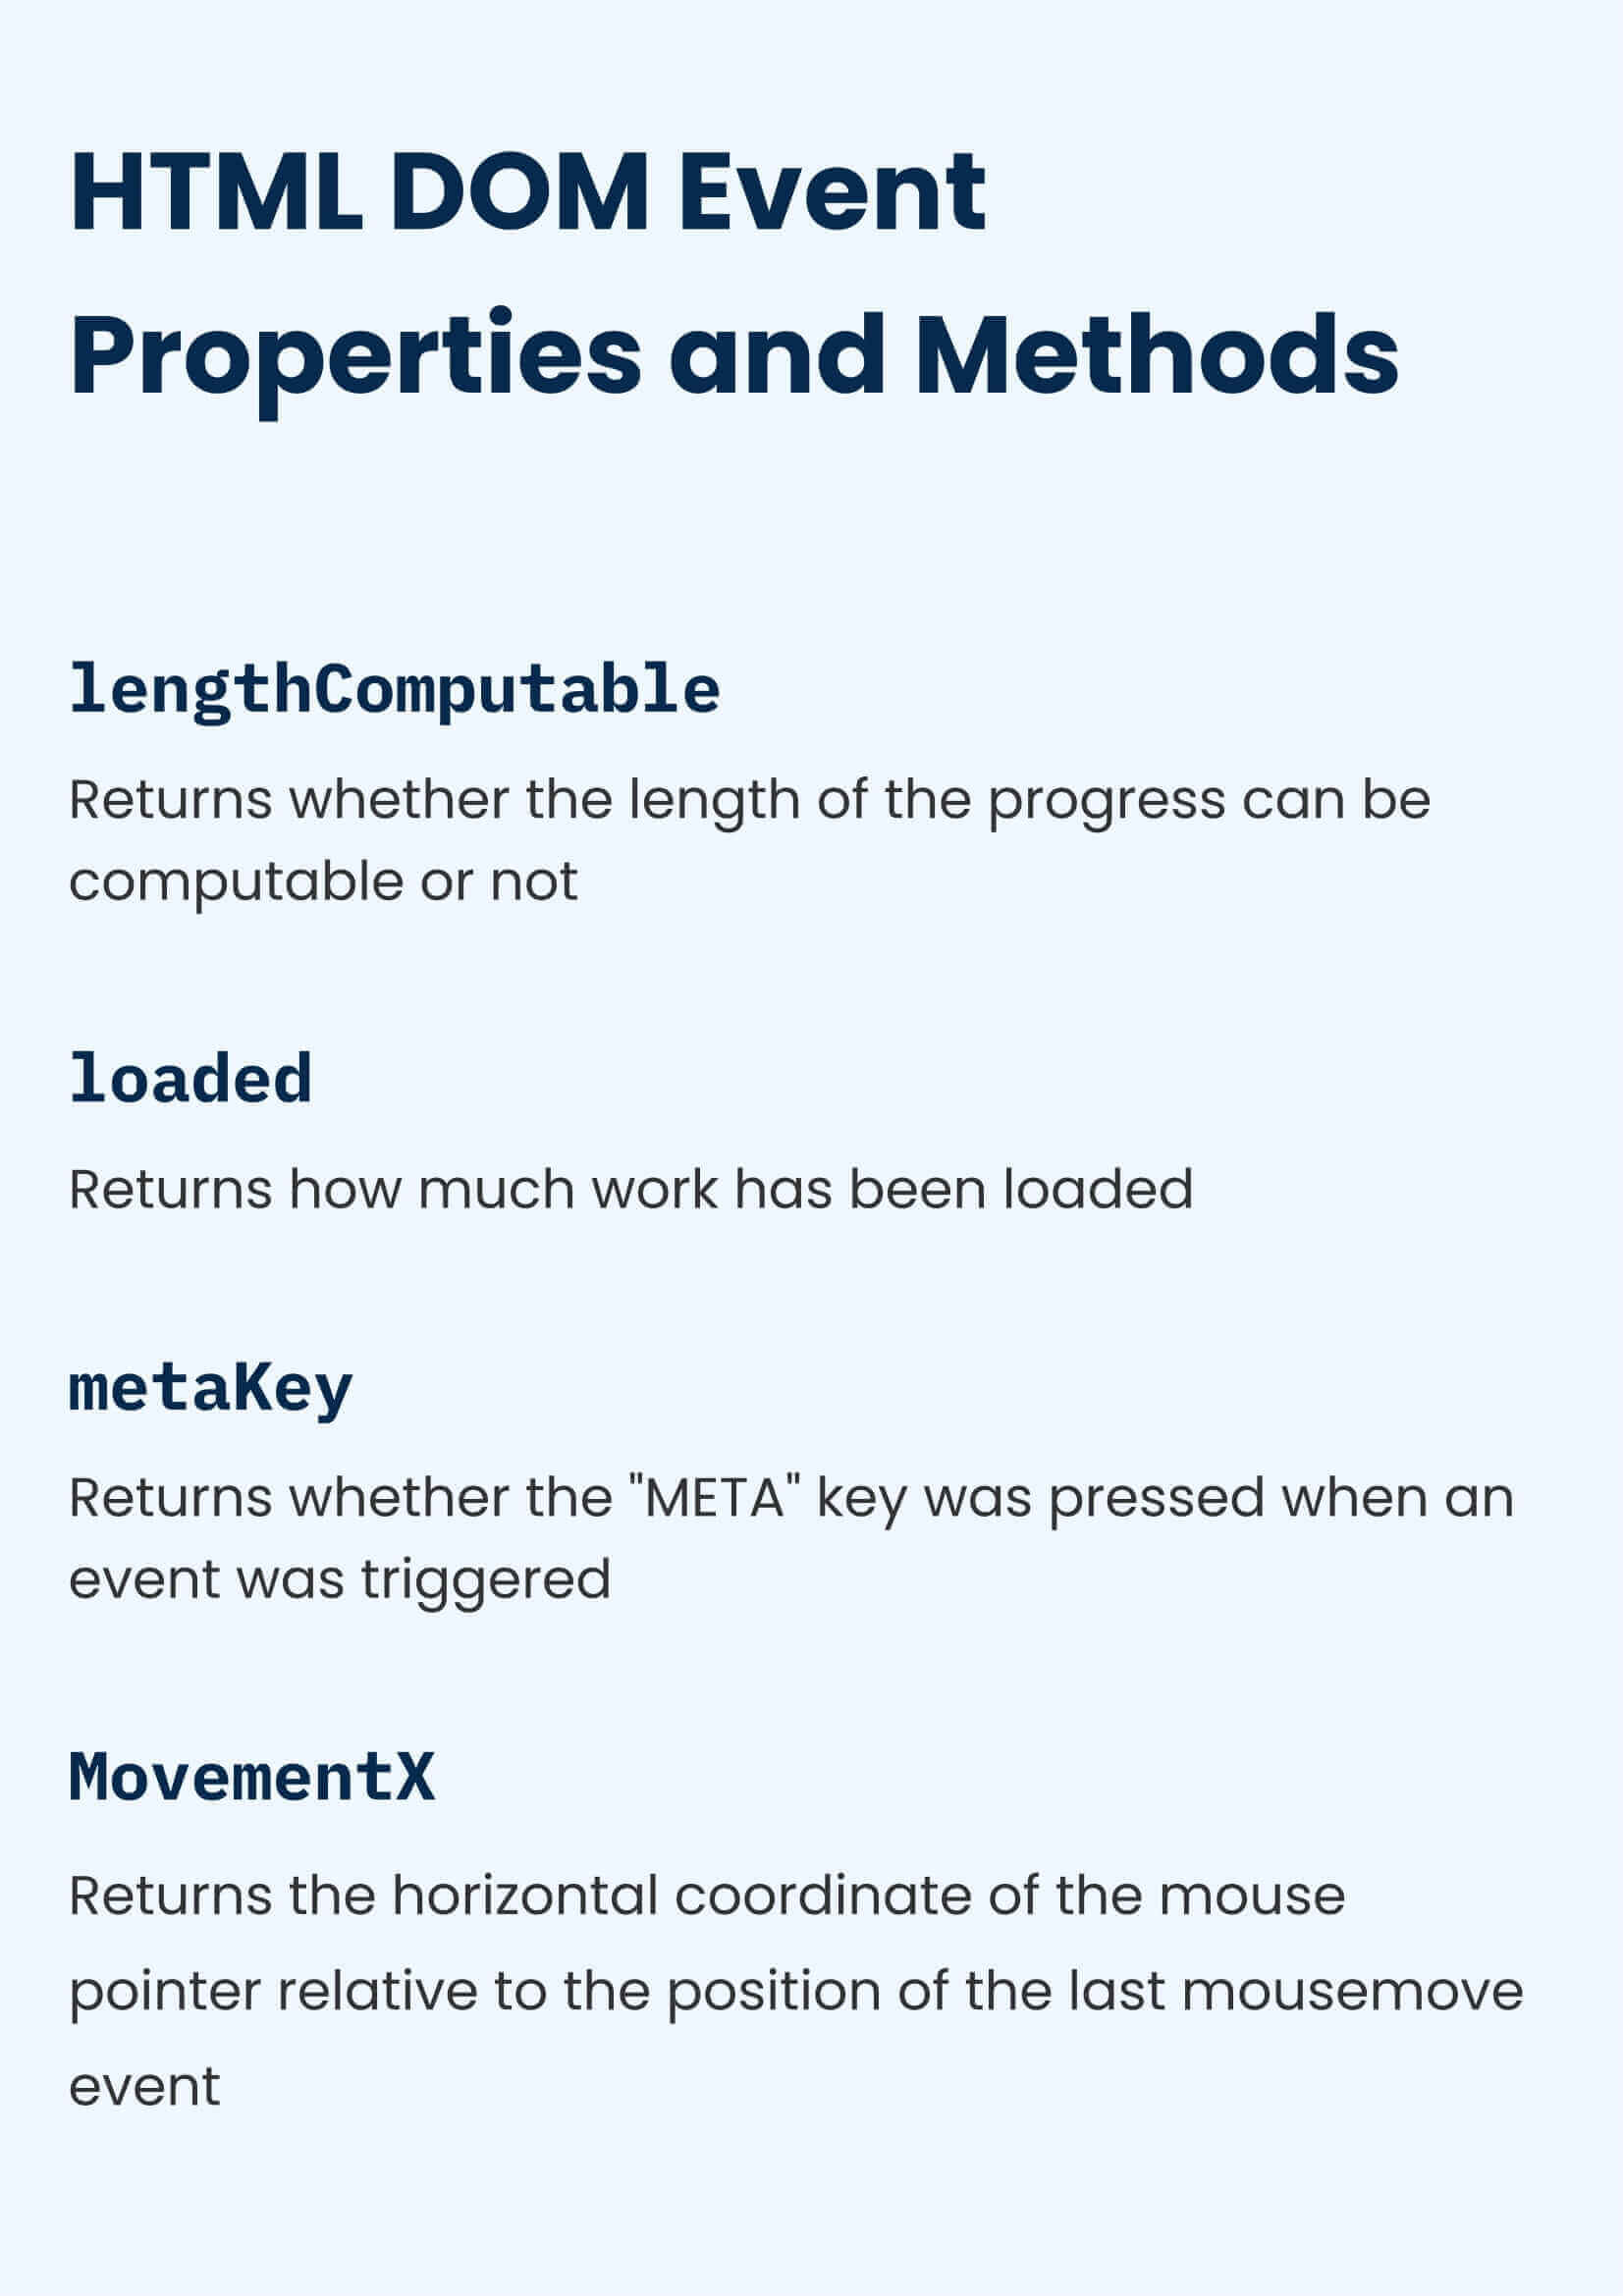 HTML DOM Event
Properties and Methods
lengthComputable
Returns whether the length of the progress can be
computable or not
loaded
Returns how much work has been loaded
metaKey
Returns whether the "META" key was pressed when an
event was triggered
MovementX
Returns the horizontal coordinate of the mouse
pointer relative to the position of the last mousemove
event